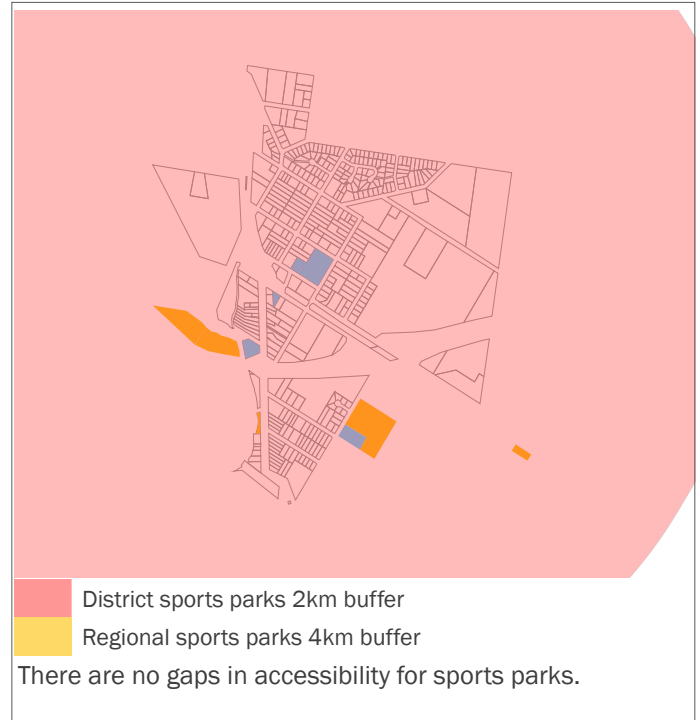 District sports parks 2km buffer
Regional sports parks 4km buffer
There are no gaps in accessibility for sports parks.